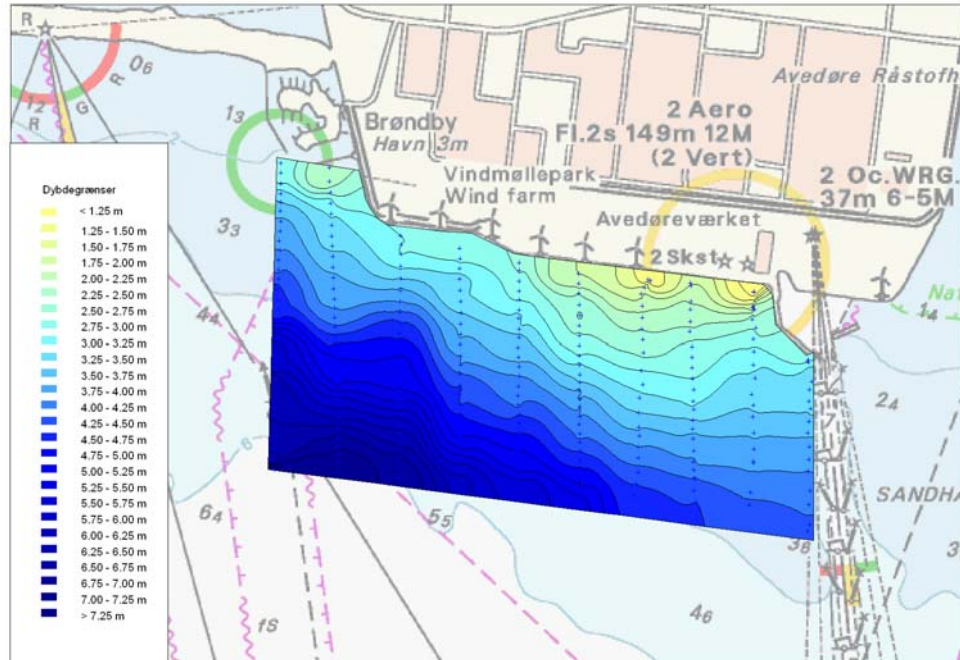 R
0₆
1₂
G
R
R
1₃
Brøndby
Havn 3m
Avedøre Råstofh
2 Aero
Fl.2s 149m 12M
(2 Vert)
2 Oc.WRG.
37m 6-5M
Vindmøllepark
Wind farm
Avedøreværket
2 Skst
Nat
1₄
3₃
4₄
2₄
7
6
6₄
5₅
SANDHA
3₈
3
4₆
fS
Dybdegrænser
< 1.25 m
1.25 - 1.50 m
1.50 - 1.75 m
1.75 - 2.00 m
2.00 - 2.25 m
2.25 - 2.50 m
2.50 - 2.75 m
2.75 - 3.00 m
3.00 - 3.25 m
3.25 - 3.50 m
3.50 - 3.75 m
3.75 - 4.00 m
4.00 - 4.25 m
4.25 - 4.50 m
4.50 - 4.75 m
4.75 - 5.00 m
5.00 - 5.25 m
5.25 - 5.50 m
5.50 - 5.75 m
5.75 - 6.00 m
6.00 - 6.25 m
6.25 - 6.50 m
6.50 - 6.75 m
6.75 - 7.00 m
7.00 - 7.25 m
> 7.25 m